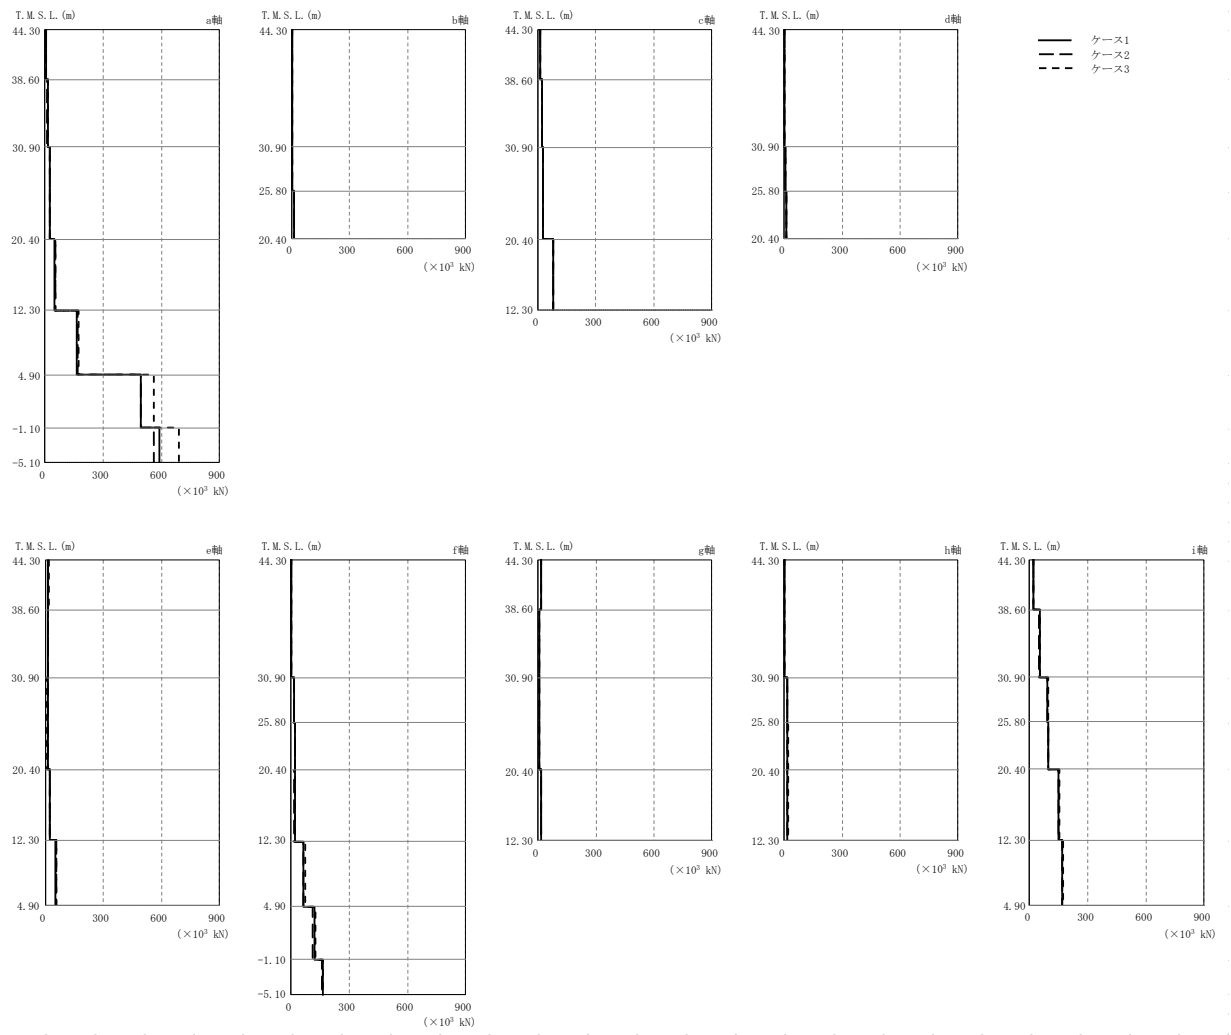 T.M.S.L.(m) a軸
44.30
38.60
30.90
20.40
12.30
4.90
-1.10
-5.10
0 300 600 900
(×10³ kN)
T.M.S.L.(m) b軸
44.30
30.90
25.80
20.40
0 300 600 900
(×10³ kN)
T.M.S.L.(m) c軸
44.30
38.60
30.90
20.40
12.30
0 300 600 900
(×10³ kN)
T.M.S.L.(m) d軸
44.30
30.90
25.80
20.40
0 300 600 900
(×10³ kN)
ケース1
ケース2
ケース3
T.M.S.L.(m) e軸
44.30
38.60
30.90
20.40
12.30
4.90
0 300 600 900
(×10³ kN)
T.M.S.L.(m) f軸
44.30
30.90
25.80
20.40
12.30
4.90
-1.10
-5.10
0 300 600 900
(×10³ kN)
T.M.S.L.(m) g軸
44.30
38.60
30.90
20.40
12.30
0 300 600 900
(×10³ kN)
T.M.S.L.(m) h軸
44.30
30.90
25.80
20.40
12.30
0 300 600 900
(×10³ kN)
T.M.S.L.(m) i軸
44.30
38.60
30.90
25.80
20.40
12.30
4.90
0 300 600 900
(×10³ kN)